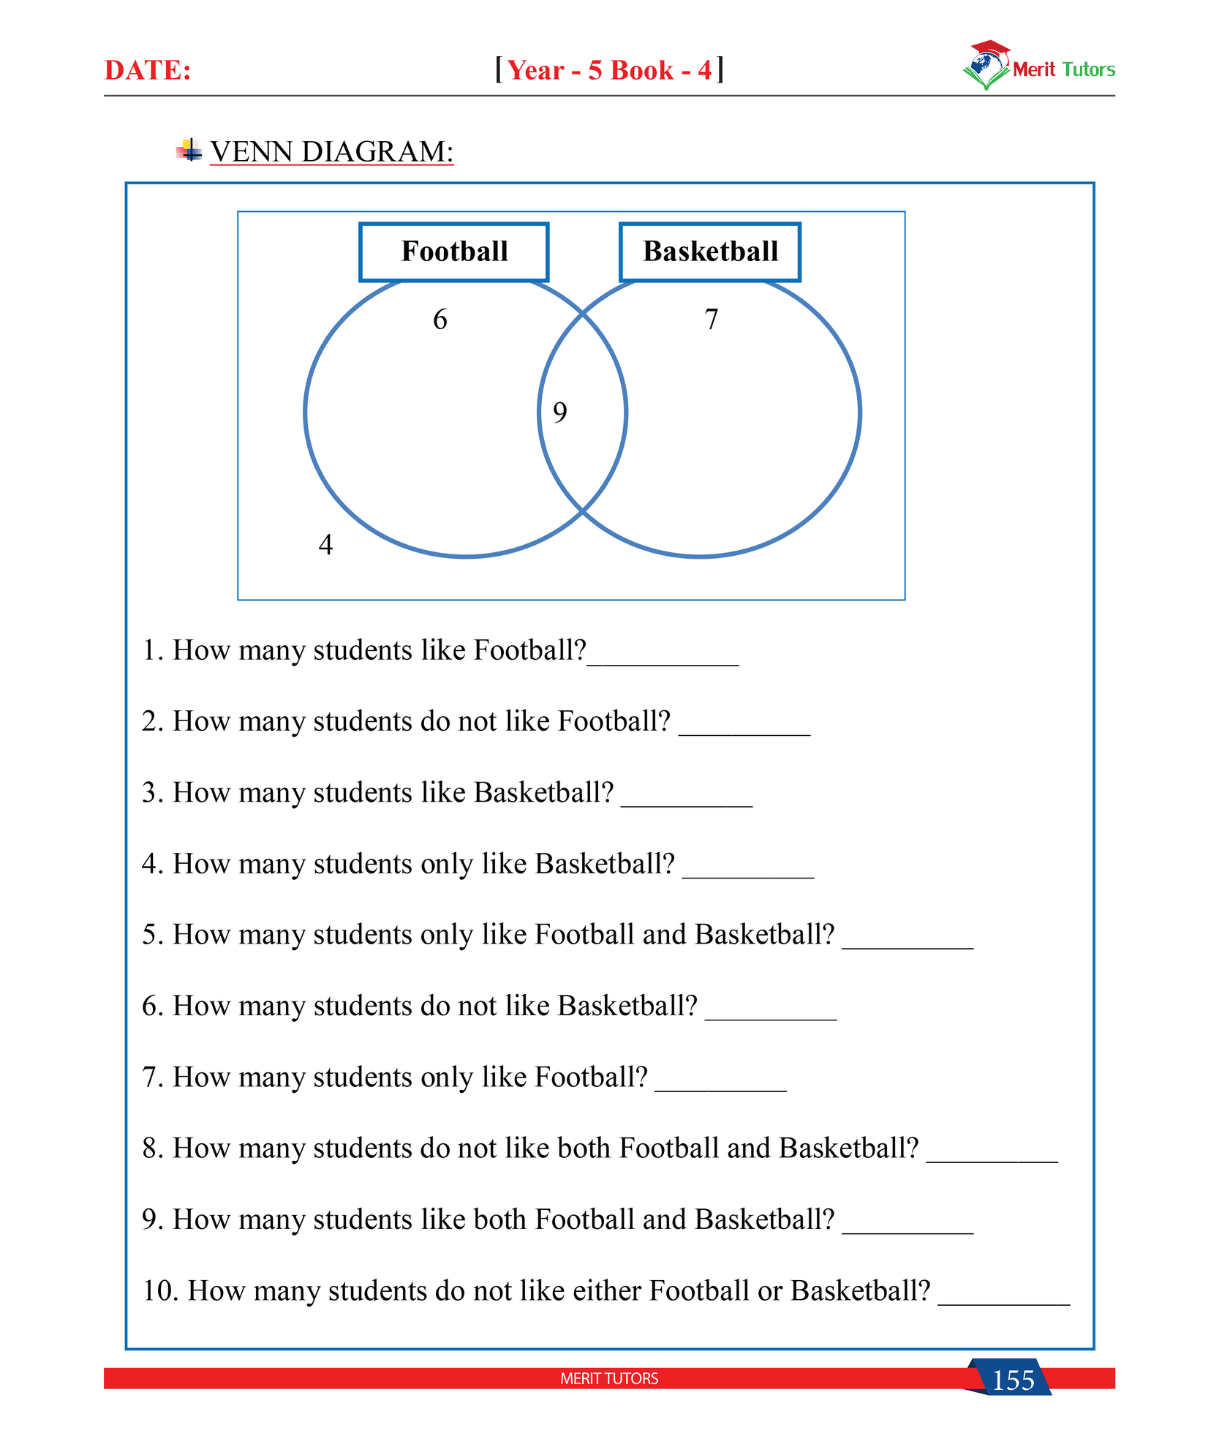 DATE: [Year - 5 Book - 4] Merit Tutors
VENN DIAGRAM:
Football Basketball
6 7
9
4
1. How many students like Football?__________
2. How many students do not like Football? _________
3. How many students like Basketball? _________
4. How many students only like Basketball? _________
5. How many students only like Football and Basketball? _________
6. How many students do not like Basketball? _________
7. How many students only like Football? _________
8. How many students do not like both Football and Basketball? _________
9. How many students like both Football and Basketball? _________
10. How many students do not like either Football or Basketball? _________
MERIT TUTORS 155